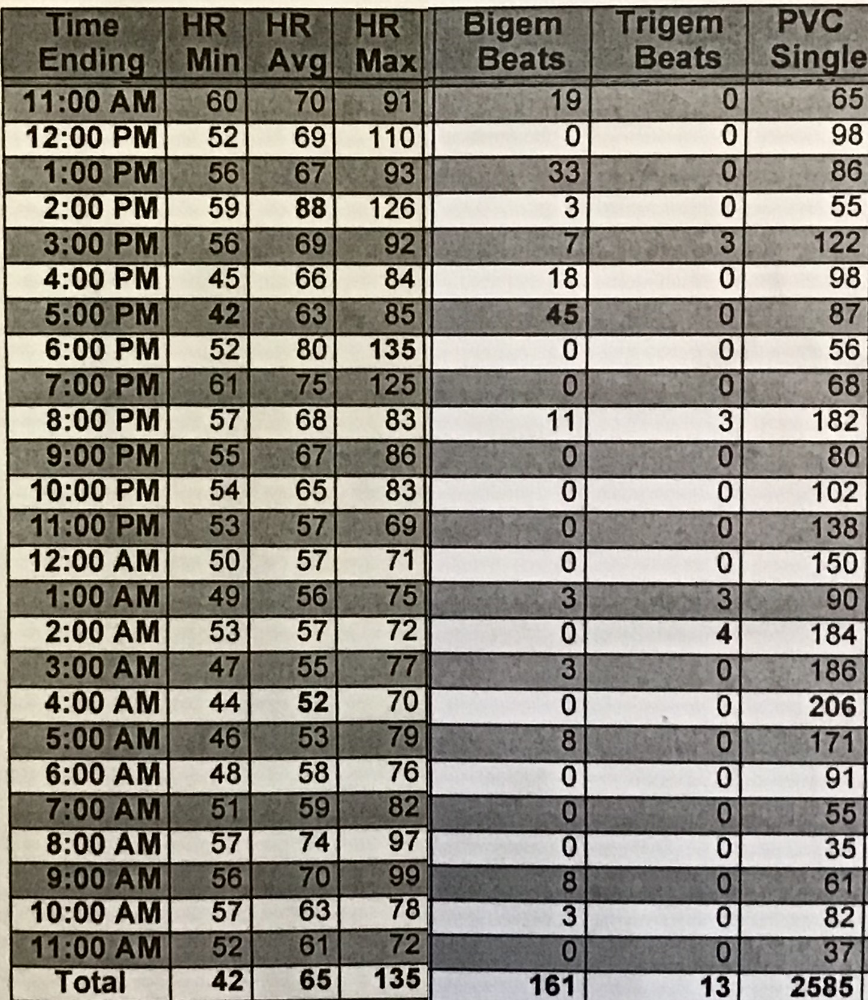 Time Ending HR Min HR Avg HR Max Bigem Beats Trigem Beats PVC Single
11:00 AM 60 70 91 19 0 65
12:00 PM 52 69 110 0 0 98
1:00 PM 56 67 93 33 0 86
2:00 PM 59 88 126 3 0 55
3:00 PM 56 69 92 7 3 122
4:00 PM 45 66 84 18 0 98
5:00 PM 42 63 85 45 0 87
6:00 PM 52 80 135 0 0 56
7:00 PM 61 75 125 0 0 68
8:00 PM 57 68 83 11 3 182
9:00 PM 55 67 86 0 0 80
10:00 PM 54 65 83 0 0 102
11:00 PM 53 57 69 0 0 138
12:00 AM 50 57 71 0 0 150
1:00 AM 49 56 75 3 3 90
2:00 AM 53 57 72 0 4 184
3:00 AM 47 55 77 3 0 186
4:00 AM 44 52 70 0 0 206
5:00 AM 46 53 79 8 0 171
6:00 AM 48 58 76 0 0 91
7:00 AM 51 59 82 0 0 55
8:00 AM 57 74 97 0 0 35
9:00 AM 56 70 99 8 0 61
10:00 AM 57 63 78 3 0 82
11:00 AM 52 61 72 0 0 37
Total 42 65 135 161 13 2585